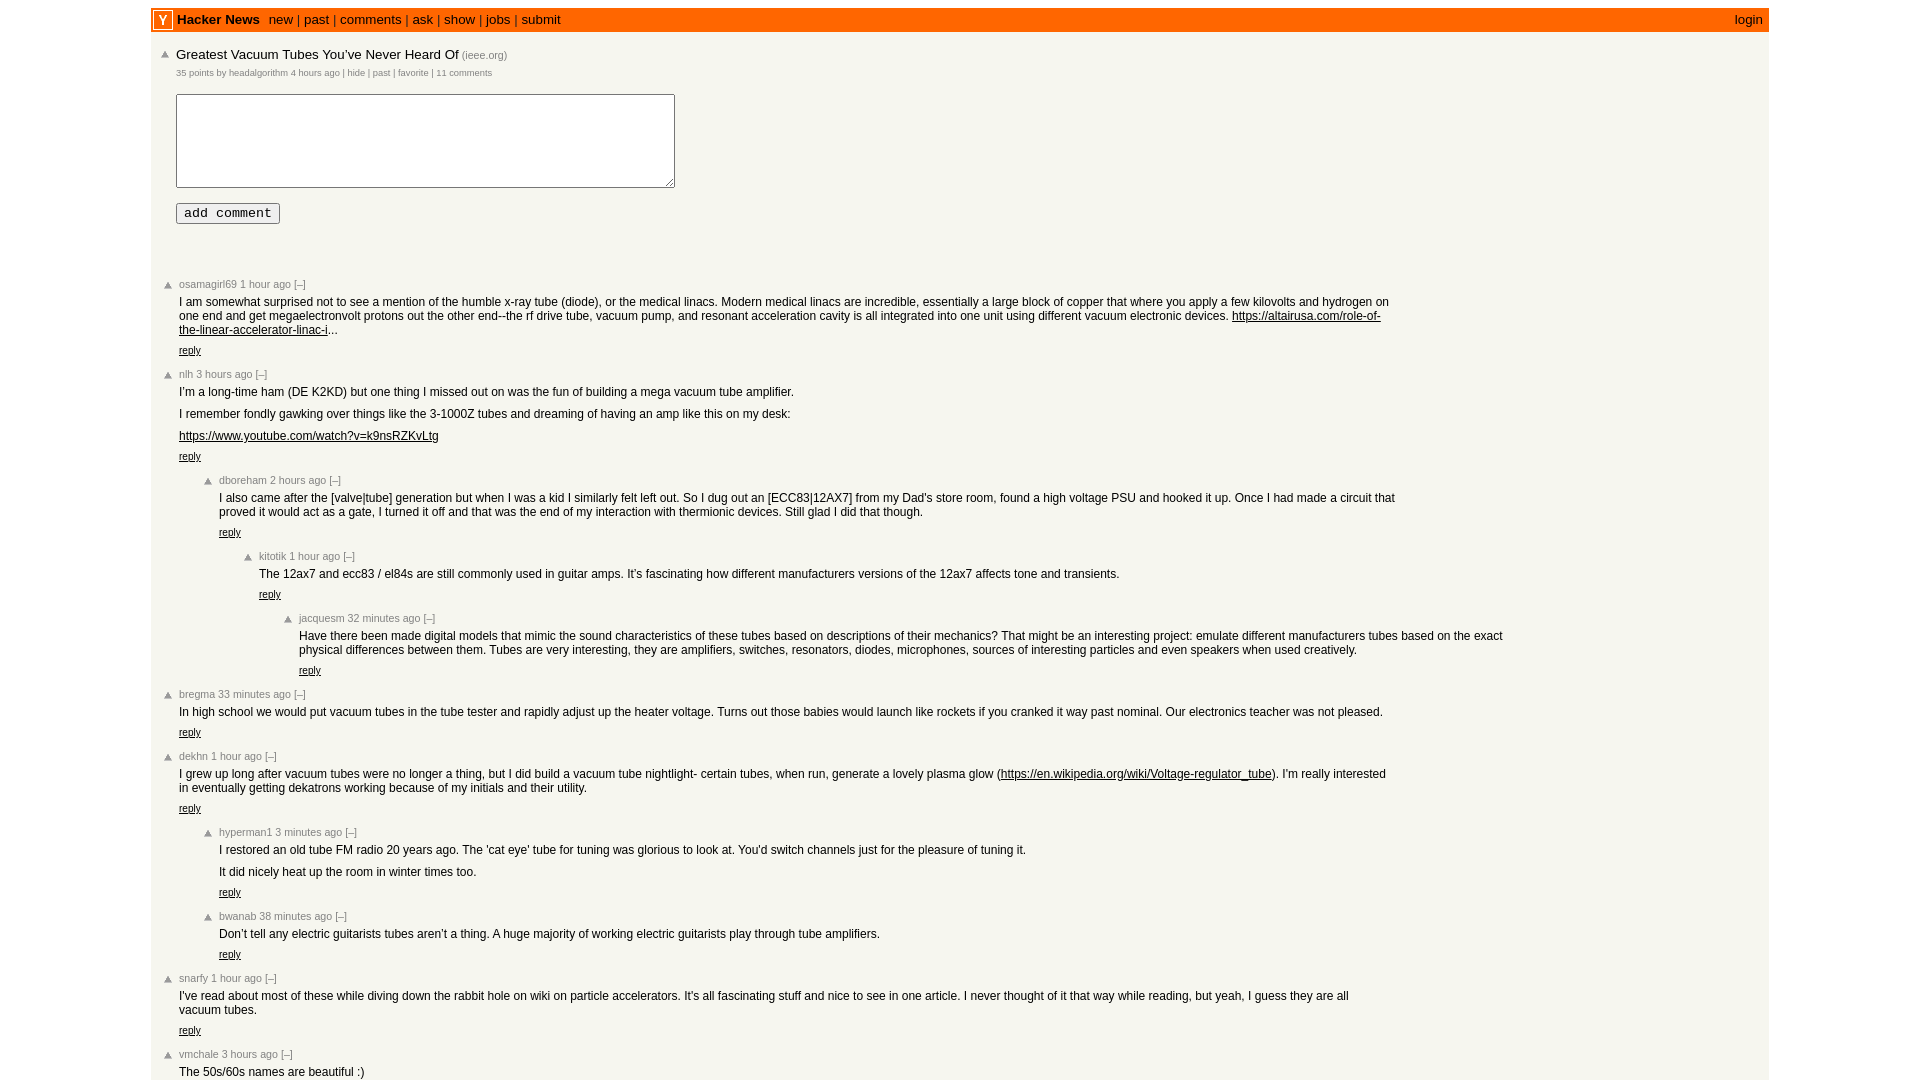 Y Hacker News new | past | comments | ask | show | jobs | submit login
Greatest Vacuum Tubes You’ve Never Heard Of (ieee.org)
35 points by headalgorithm 4 hours ago | hide | past | favorite | 11 comments
add comment
osamagirl69 1 hour ago [–]
I am somewhat surprised not to see a mention of the humble x-ray tube (diode), or the medical linacs. Modern medical linacs are incredible, essentially a large block of copper that where you apply a few kilovolts and hydrogen on
one end and get megaelectronvolt protons out the other end--the rf drive tube, vacuum pump, and resonant acceleration cavity is all integrated into one unit using different vacuum electronic devices. https://altairusa.com/role-of-
the-linear-accelerator-linac-i...
reply
nlh 3 hours ago [–]
I’m a long-time ham (DE K2KD) but one thing I missed out on was the fun of building a mega vacuum tube amplifier.
I remember fondly gawking over things like the 3-1000Z tubes and dreaming of having an amp like this on my desk:
https://www.youtube.com/watch?v=k9nsRZKvLtg
reply
dboreham 2 hours ago [–]
I also came after the [valve|tube] generation but when I was a kid I similarly felt left out. So I dug out an [ECC83|12AX7] from my Dad's store room, found a high voltage PSU and hooked it up. Once I had made a circuit that
proved it would act as a gate, I turned it off and that was the end of my interaction with thermionic devices. Still glad I did that though.
reply
kitotik 1 hour ago [–]
The 12ax7 and ecc83 / el84s are still commonly used in guitar amps. It’s fascinating how different manufacturers versions of the 12ax7 affects tone and transients.
reply
jacquesm 32 minutes ago [–]
Have there been made digital models that mimic the sound characteristics of these tubes based on descriptions of their mechanics? That might be an interesting project: emulate different manufacturers tubes based on the exact
physical differences between them. Tubes are very interesting, they are amplifiers, switches, resonators, diodes, microphones, sources of interesting particles and even speakers when used creatively.
reply
bregma 33 minutes ago [–]
In high school we would put vacuum tubes in the tube tester and rapidly adjust up the heater voltage. Turns out those babies would launch like rockets if you cranked it way past nominal. Our electronics teacher was not pleased.
reply
dekhn 1 hour ago [–]
I grew up long after vacuum tubes were no longer a thing, but I did build a vacuum tube nightlight- certain tubes, when run, generate a lovely plasma glow (https://en.wikipedia.org/wiki/Voltage-regulator_tube). I'm really interested
in eventually getting dekatrons working because of my initials and their utility.
reply
hyperman1 3 minutes ago [–]
I restored an old tube FM radio 20 years ago. The 'cat eye' tube for tuning was glorious to look at. You'd switch channels just for the pleasure of tuning it.
It did nicely heat up the room in winter times too.
reply
bwanab 38 minutes ago [–]
Don’t tell any electric guitarists tubes aren’t a thing. A huge majority of working electric guitarists play through tube amplifiers.
reply
snarfy 1 hour ago [–]
I've read about most of these while diving down the rabbit hole on wiki on particle accelerators. It's all fascinating stuff and nice to see in one article. I never thought of it that way while reading, but yeah, I guess they are all
vacuum tubes.
reply
vmchale 3 hours ago [–]
The 50s/60s names are beautiful :)